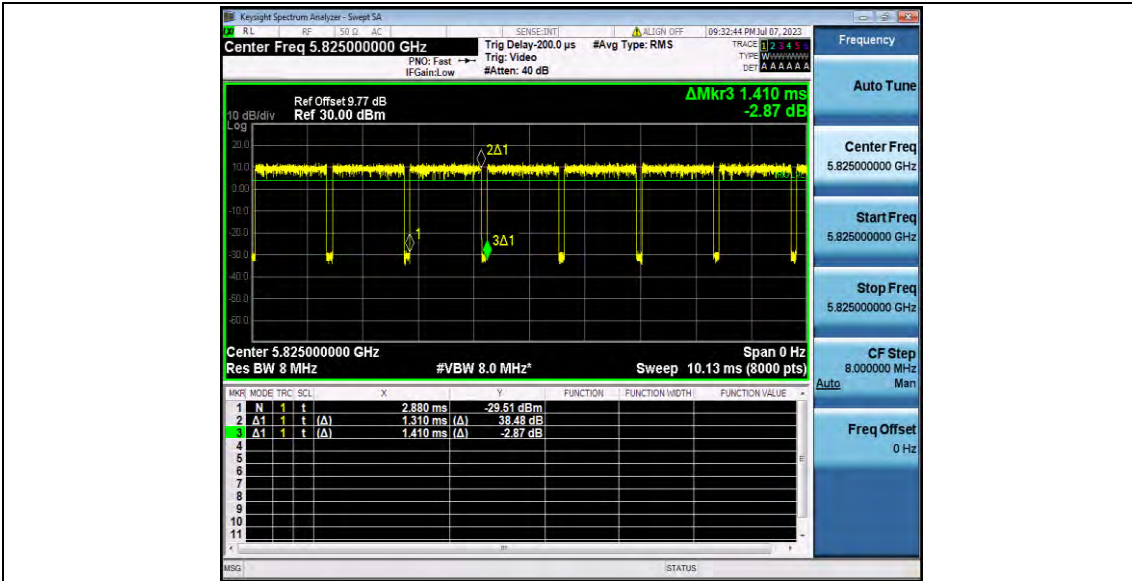 Keysight Spectrum Analyzer - Swept SA
RL RF 50 Ω AC SENSE:INT ALIGN OFF 09:32:44 PM Jul 07, 2023
Center Freq 5.825000000 GHz
PNO: Fast
IFGain:Low
Trig Delay-200.0 µs
Trig: Video
#Atten: 40 dB
#Avg Type: RMS
TRACE 1 2 3 4 5 6
TYPE W
DET A A A A A A
Frequency
ΔMkr3 1.410 ms
-2.87 dB
Ref Offset 9.77 dB
10 dB/div Ref 30.00 dBm
Log
20.0
10.0
0.00
-10.0
-20.0
-30.0
-40.0
-50.0
-60.0
2Δ1
1
3Δ1
Center 5.825000000 GHz Span 0 Hz
Res BW 8 MHz #VBW 8.0 MHz* Sweep 10.13 ms (8000 pts)
MKR MODE TRC SCL X Y FUNCTION FUNCTION WIDTH FUNCTION VALUE
1 N 1 t 2.880 ms -29.51 dBm
2 Δ1 1 t (Δ) 1.310 ms (Δ) 38.48 dB
3 Δ1 1 t (Δ) 1.410 ms (Δ) -2.87 dB
4
5
6
7
8
9
10
11
MSG STATUS
Auto Tune
Center Freq
5.825000000 GHz
Start Freq
5.825000000 GHz
Stop Freq
5.825000000 GHz
CF Step
8.000000 MHz
Auto Man
Freq Offset
0 Hz